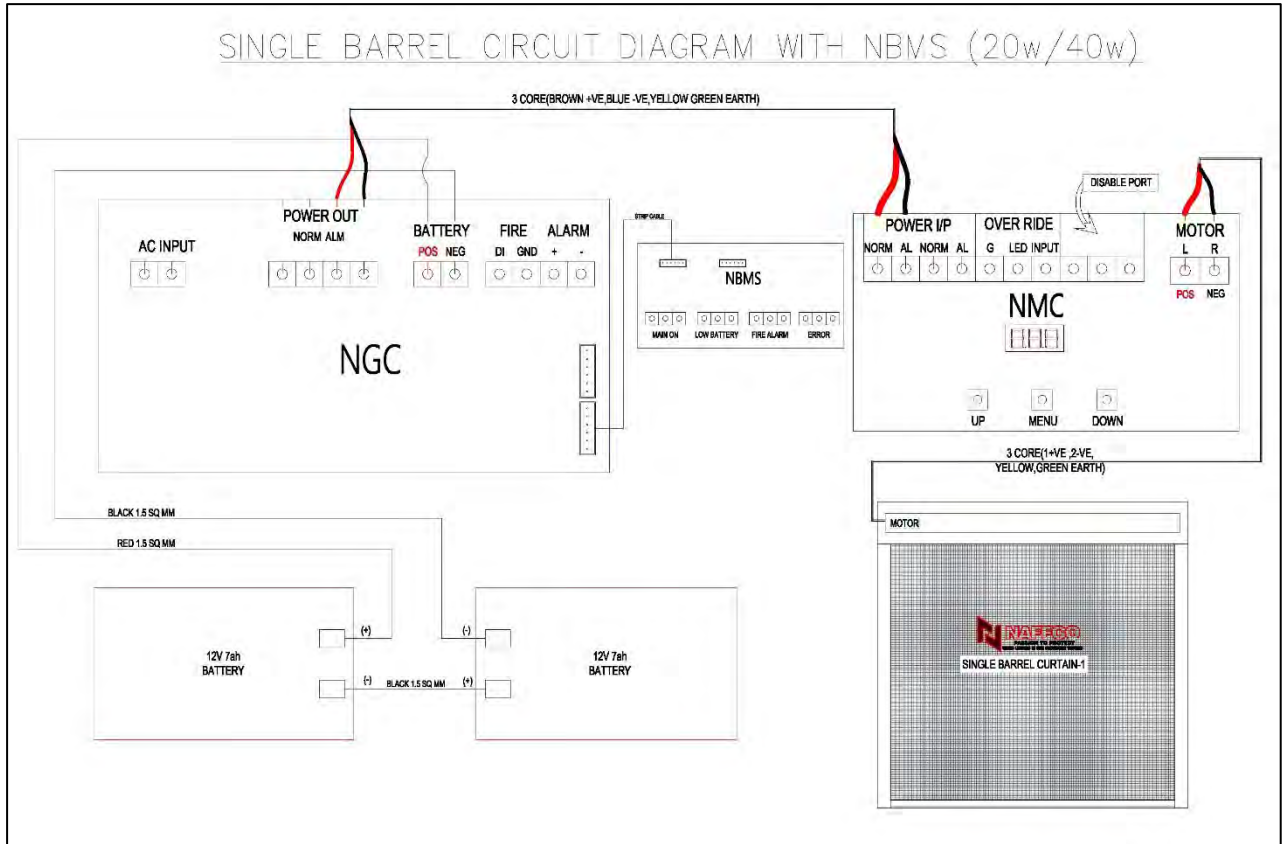 SINGLE BARREL CIRCUIT DIAGRAM WITH NBMS (20w/40w)
3 CORE(BROWN +VE,BLUE -VE,YELLOW GREEN EARTH)
AC INPUT
POWER OUT
NORM ALM
BATTERY
POS NEG
FIRE
DI GND
ALARM
+ -
NGC
STRIP CABLE
NBMS
MAIN ON
LOW BATTERY
FIRE ALARM
ERROR
DISABLE PORT
POWER I/P
NORM AL NORM AL
OVER RIDE
G LED INPUT
MOTOR
L R
POS NEG
NMC
UP
MENU
DOWN
3 CORE(1+VE ,2-VE,
YELLOW,GREEN EARTH)
BLACK 1.5 SQ MM
RED 1.5 SQ MM
12V 7ah
BATTERY
(+)
(-)
BLACK 1.5 SQ MM
(-)
(+)
12V 7ah
BATTERY
MOTOR
NAFFCO
PASSION TO PROTECT
SINGLE BARREL CURTAIN-1